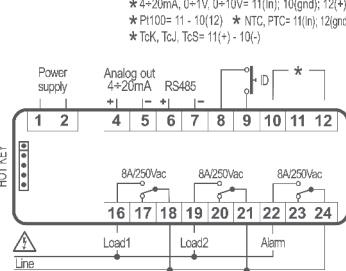 * 4÷20mA, 0÷1V, 0÷10V= 11(In); 10(gnd); 12(+)
* Pt100= 11 - 10(12) * NTC, PTC= 11(In); 12(gnd
* TcK, TcJ, TcS= 11(+) - 10(-)
Power supply
Analog out 4÷20mA
RS485
ID
*
+ − + −
1 2 4 5 6 7 8 9 10 11 12
HOT KEY
8A/250Vac 8A/250Vac 8A/250Vac
16 17 18 19 20 21 22 23 24
Load1 Load2 Alarm
Line